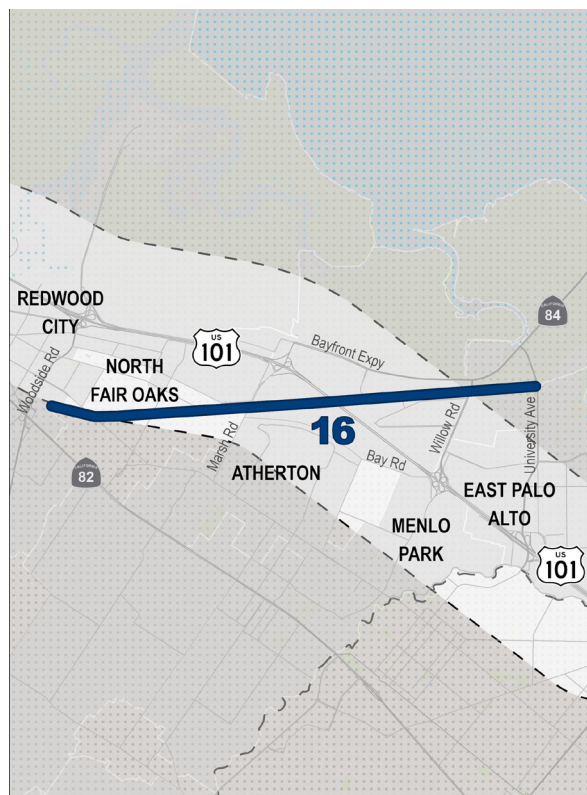 REDWOOD
CITY
US
101
CALIFORNIA
84
Bayfront Expy
NORTH
FAIR OAKS
Woodside Rd
16
Marsh Rd
Willow Rd
University Ave
Bay Rd
CALIFORNIA
82
ATHERTON
EAST PALO
ALTO
MENLO
PARK
US
101